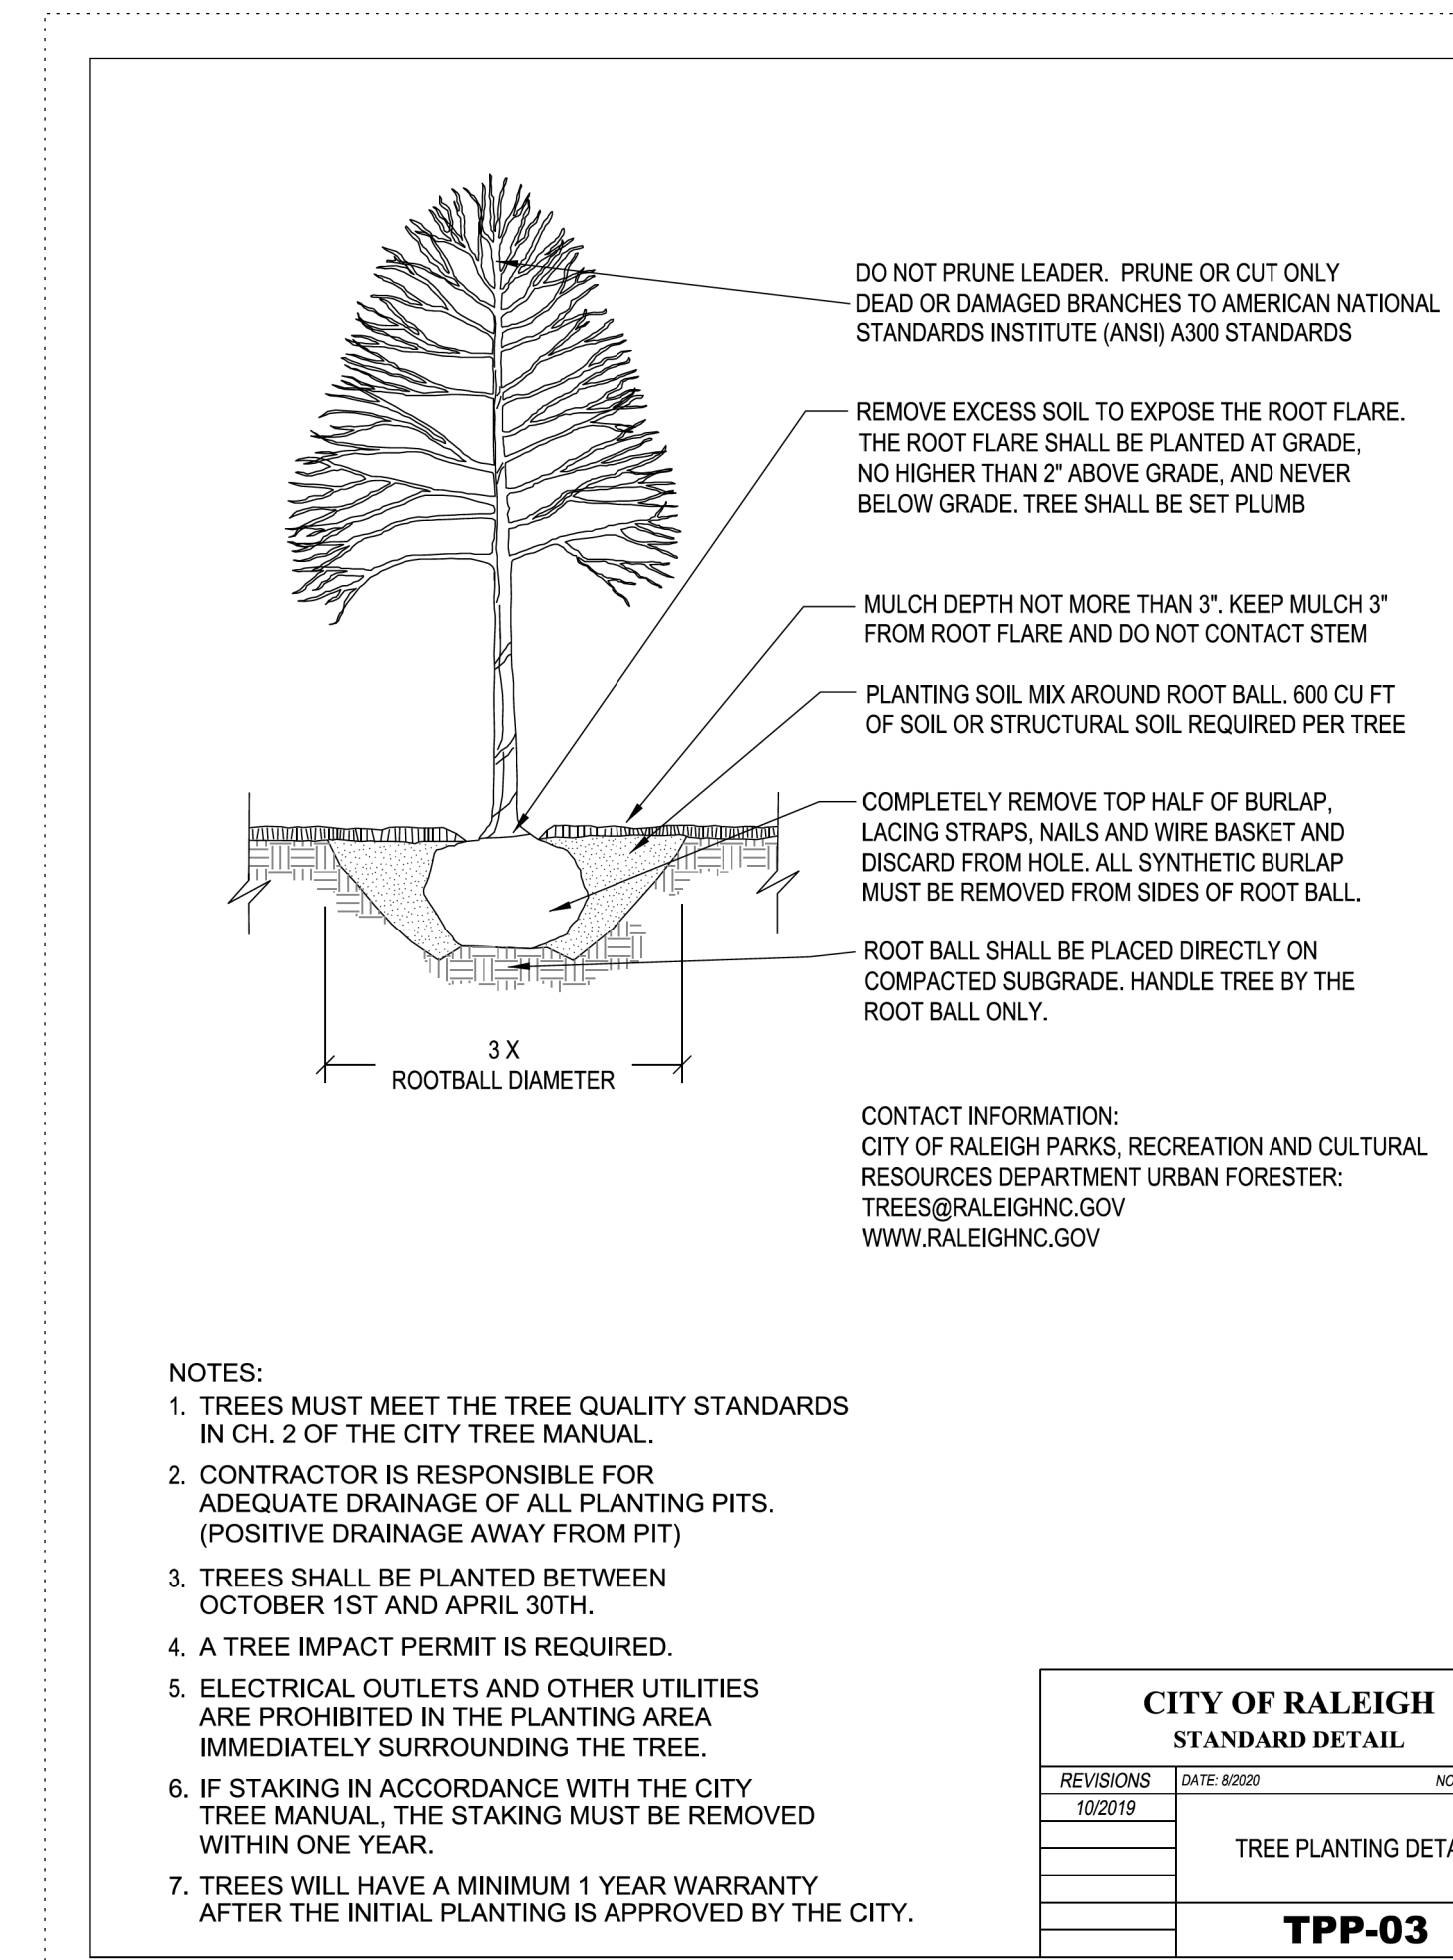 DO NOT PRUNE LEADER. PRUNE OR CUT ONLY
DEAD OR DAMAGED BRANCHES TO AMERICAN NATIONAL
STANDARDS INSTITUTE (ANSI) A300 STANDARDS
REMOVE EXCESS SOIL TO EXPOSE THE ROOT FLARE.
THE ROOT FLARE SHALL BE PLANTED AT GRADE,
NO HIGHER THAN 2" ABOVE GRADE, AND NEVER
BELOW GRADE. TREE SHALL BE SET PLUMB
MULCH DEPTH NOT MORE THAN 3". KEEP MULCH 3"
FROM ROOT FLARE AND DO NOT CONTACT STEM
PLANTING SOIL MIX AROUND ROOT BALL. 600 CU FT
OF SOIL OR STRUCTURAL SOIL REQUIRED PER TREE
COMPLETELY REMOVE TOP HALF OF BURLAP,
LACING STRAPS, NAILS AND WIRE BASKET AND
DISCARD FROM HOLE. ALL SYNTHETIC BURLAP
MUST BE REMOVED FROM SIDES OF ROOT BALL.
ROOT BALL SHALL BE PLACED DIRECTLY ON
COMPACTED SUBGRADE. HANDLE TREE BY THE
ROOT BALL ONLY.
3 X
ROOTBALL DIAMETER
CONTACT INFORMATION:
CITY OF RALEIGH PARKS, RECREATION AND CULTURAL
RESOURCES DEPARTMENT URBAN FORESTER:
TREES@RALEIGHNC.GOV
WWW.RALEIGHNC.GOV
NOTES:
1. TREES MUST MEET THE TREE QUALITY STANDARDS
IN CH. 2 OF THE CITY TREE MANUAL.
2. CONTRACTOR IS RESPONSIBLE FOR
ADEQUATE DRAINAGE OF ALL PLANTING PITS.
(POSITIVE DRAINAGE AWAY FROM PIT)
3. TREES SHALL BE PLANTED BETWEEN
OCTOBER 1ST AND APRIL 30TH.
4. A TREE IMPACT PERMIT IS REQUIRED.
5. ELECTRICAL OUTLETS AND OTHER UTILITIES
ARE PROHIBITED IN THE PLANTING AREA
IMMEDIATELY SURROUNDING THE TREE.
6. IF STAKING IN ACCORDANCE WITH THE CITY
TREE MANUAL, THE STAKING MUST BE REMOVED
WITHIN ONE YEAR.
7. TREES WILL HAVE A MINIMUM 1 YEAR WARRANTY
AFTER THE INITIAL PLANTING IS APPROVED BY THE CITY.
CITY OF RALEIGH
STANDARD DETAIL
REVISIONS
DATE: 8/2020
10/2019
TREE PLANTING
TPP-03